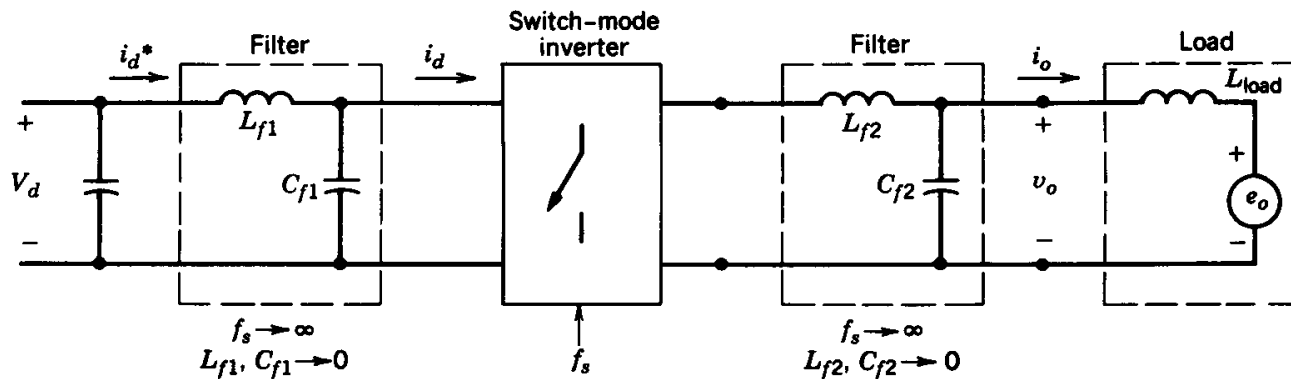 Switch-mode
inverter
Filter
Filter
Load
i_d*
i_d
i_o
L_load
L_f1
L_f2
+
+
+
V_d
C_f1
C_f2
v_o
e_o
−
−
−
f_s → ∞
L_f1, C_f1 → 0
f_s
f_s → ∞
L_f2, C_f2 → 0